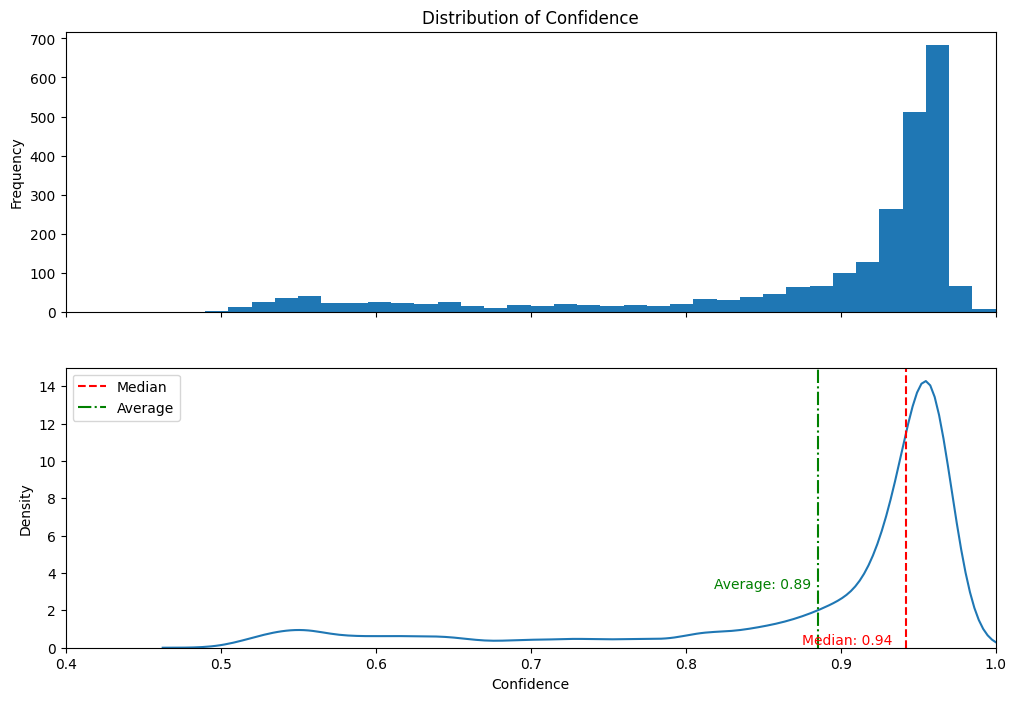 Distribution of Confidence
700
600
500
400
300
200
100
0
Frequency
Median
Average
14
12
10
8
6
4
2
0
Density
Average: 0.89
Median: 0.94
0.4 0.5 0.6 0.7 0.8 0.9 1.0
Confidence